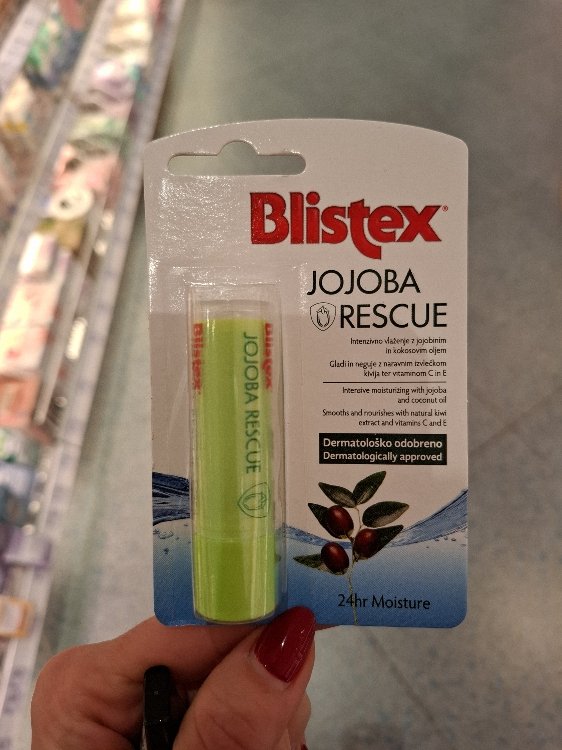 Blistex®
JOJOBA
RESCUE
Intenzivno vlaženje z jojobinim
in kokosovim oljem
Gladi in neguje z naravnim izvlečkom
kivija ter vitaminom C in E
Intensive moisturizing with jojoba
and coconut oil
Smooths and nourishes with natural kiwi
extract and vitamins C and E
Dermatološko odobreno
Dermatologically approved
24hr Moisture
Blistex
JOJOBA RESCUE
Blistex